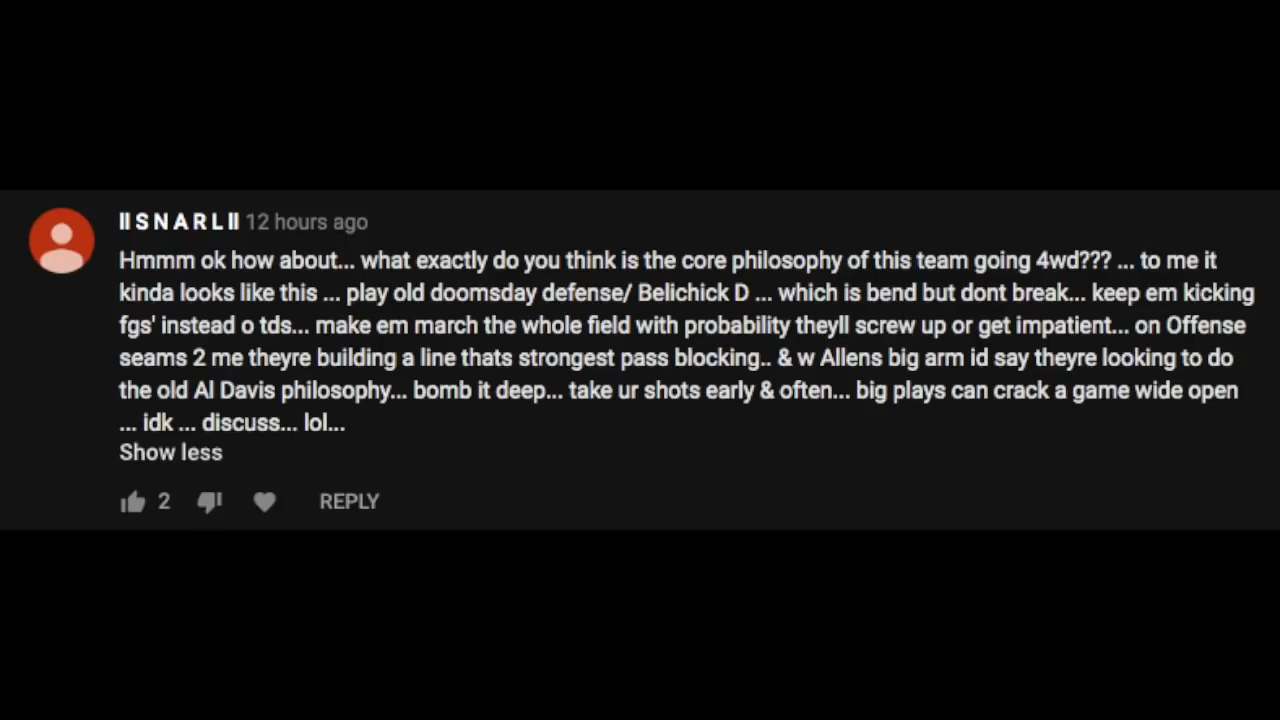 𝗜𝗜 S N A R L 𝗜𝗜 12 hours ago
Hmmm ok how about... what exactly do you think is the core philosophy of this team going 4wd??? ... to me it
kinda looks like this ... play old doomsday defense/ Belichick D ... which is bend but dont break... keep em kicking
fgs' instead o tds... make em march the whole field with probability theyll screw up or get impatient... on Offense
seams 2 me theyre building a line thats strongest pass blocking.. & w Allens big arm id say theyre looking to do
the old Al Davis philosophy... bomb it deep... take ur shots early & often... big plays can crack a game wide open
... idk ... discuss... lol...
Show less
2 REPLY